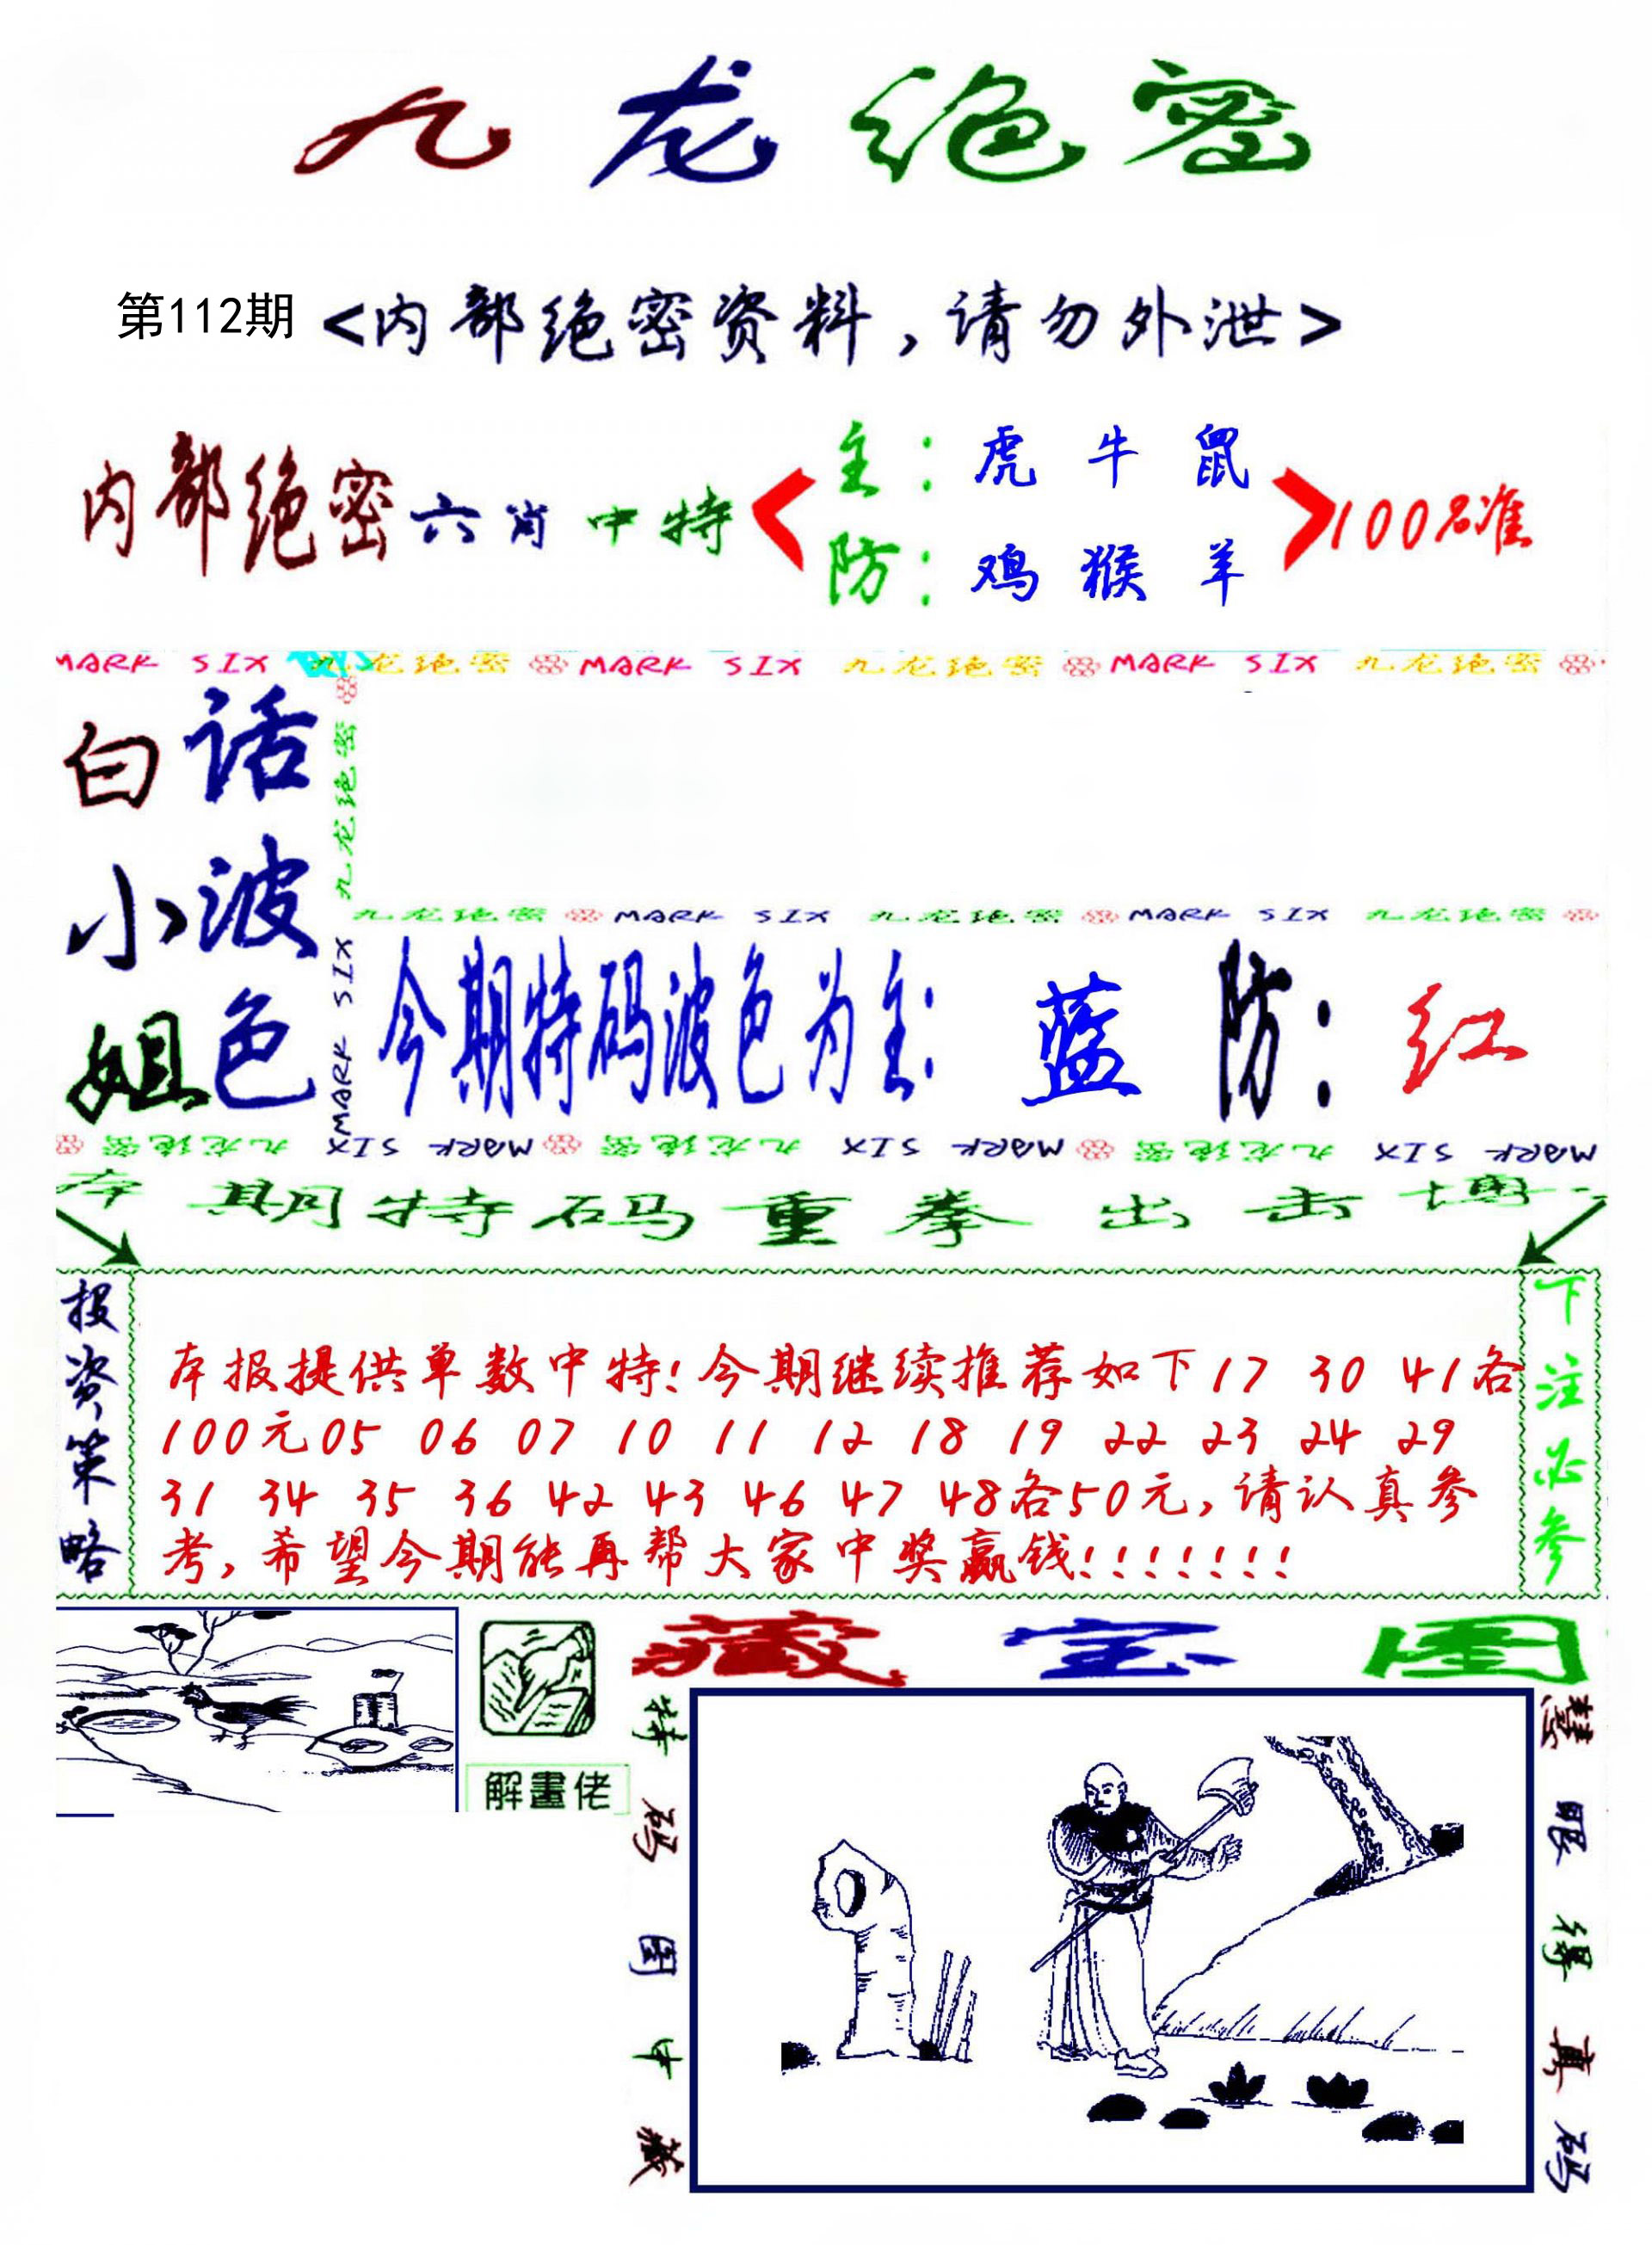 九龙绝密
第112期 <内部绝密资料，请勿外泄>
内部绝密六肖中特
主：虎 牛 鼠
防：鸡 猴 羊
100%准
MARK SIX 九龙绝密 MARK SIX 九龙绝密 MARK SIX 九龙绝密
白小姐
话波色
九龙绝密
MARK SIX
九龙绝密 MARK SIX 九龙绝密 MARK SIX 九龙绝密
今期特码波色为主: 蓝 防: 红
MARK SIX 九龙绝密 MARK SIX 九龙绝密 MARK SIX 九龙绝密
本期特码重拳出击博
投资策略
本报提供单数中特!今期继续推荐如下17 30 41各
100元05 06 07 10 11 12 18 19 22 23 24 29
31 34 35 36 42 43 46 47 48各50元,请认真参
考,希望今期能再帮大家中奖赢钱!!!!!!!
下注必参
解畫佬
藏宝图
特码图中藏
慧眼得真码